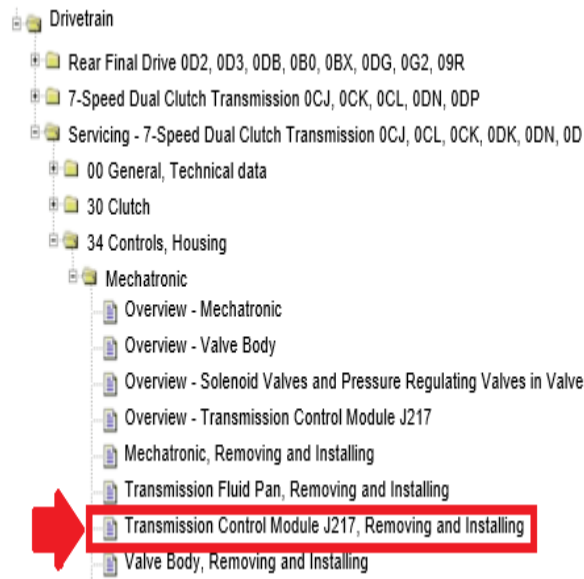 Drivetrain
Rear Final Drive 0D2, 0D3, 0DB, 0B0, 0BX, 0DG, 0G2, 09R
7-Speed Dual Clutch Transmission 0CJ, 0CK, 0CL, 0DN, 0DP
Servicing - 7-Speed Dual Clutch Transmission 0CJ, 0CL, 0CK, 0DK, 0DN, 0D
00 General, Technical data
30 Clutch
34 Controls, Housing
Mechatronic
Overview - Mechatronic
Overview - Valve Body
Overview - Solenoid Valves and Pressure Regulating Valves in Valve
Overview - Transmission Control Module J217
Mechatronic, Removing and Installing
Transmission Fluid Pan, Removing and Installing
Transmission Control Module J217, Removing and Installing
Valve Body, Removing and Installing